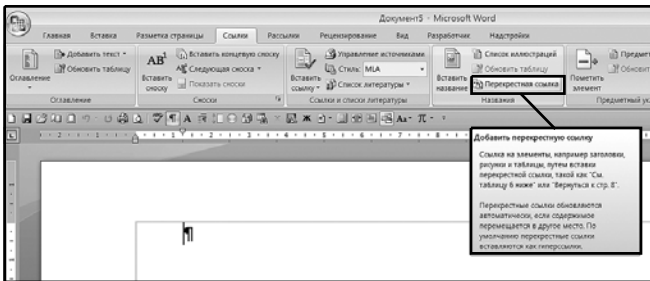 Документ5 - Microsoft Word
Главная Вставка Разметка страницы Ссылки Рассылки Рецензирование Вид Разработчик Надстройки
Оглавление
Добавить текст
Обновить таблицу
Оглавление
AB¹
Вставить сноску
Вставить концевую сноску
Следующая сноска
Показать сноски
Сноски
Вставить ссылку
Управление источниками
Стиль: MLA
Список литературы
Ссылки и списки литературы
Вставить название
Список иллюстраций
Обновить таблицу
Перекрестная ссылка
Названия
Пометить элемент
Предмет
Обновит
Предметный ук
Добавить перекрестную ссылку
Ссылка на элементы, например заголовки,
рисунки и таблицы, путем вставки
перекрестной ссылки, такой как "См.
таблицу 6 ниже" или "Вернуться к стр. 8".
Перекрестные ссылки обновляются
автоматически, если содержимое
перемещается в другое место. По
умолчанию перекрестные ссылки
вставляются как гиперссылки.